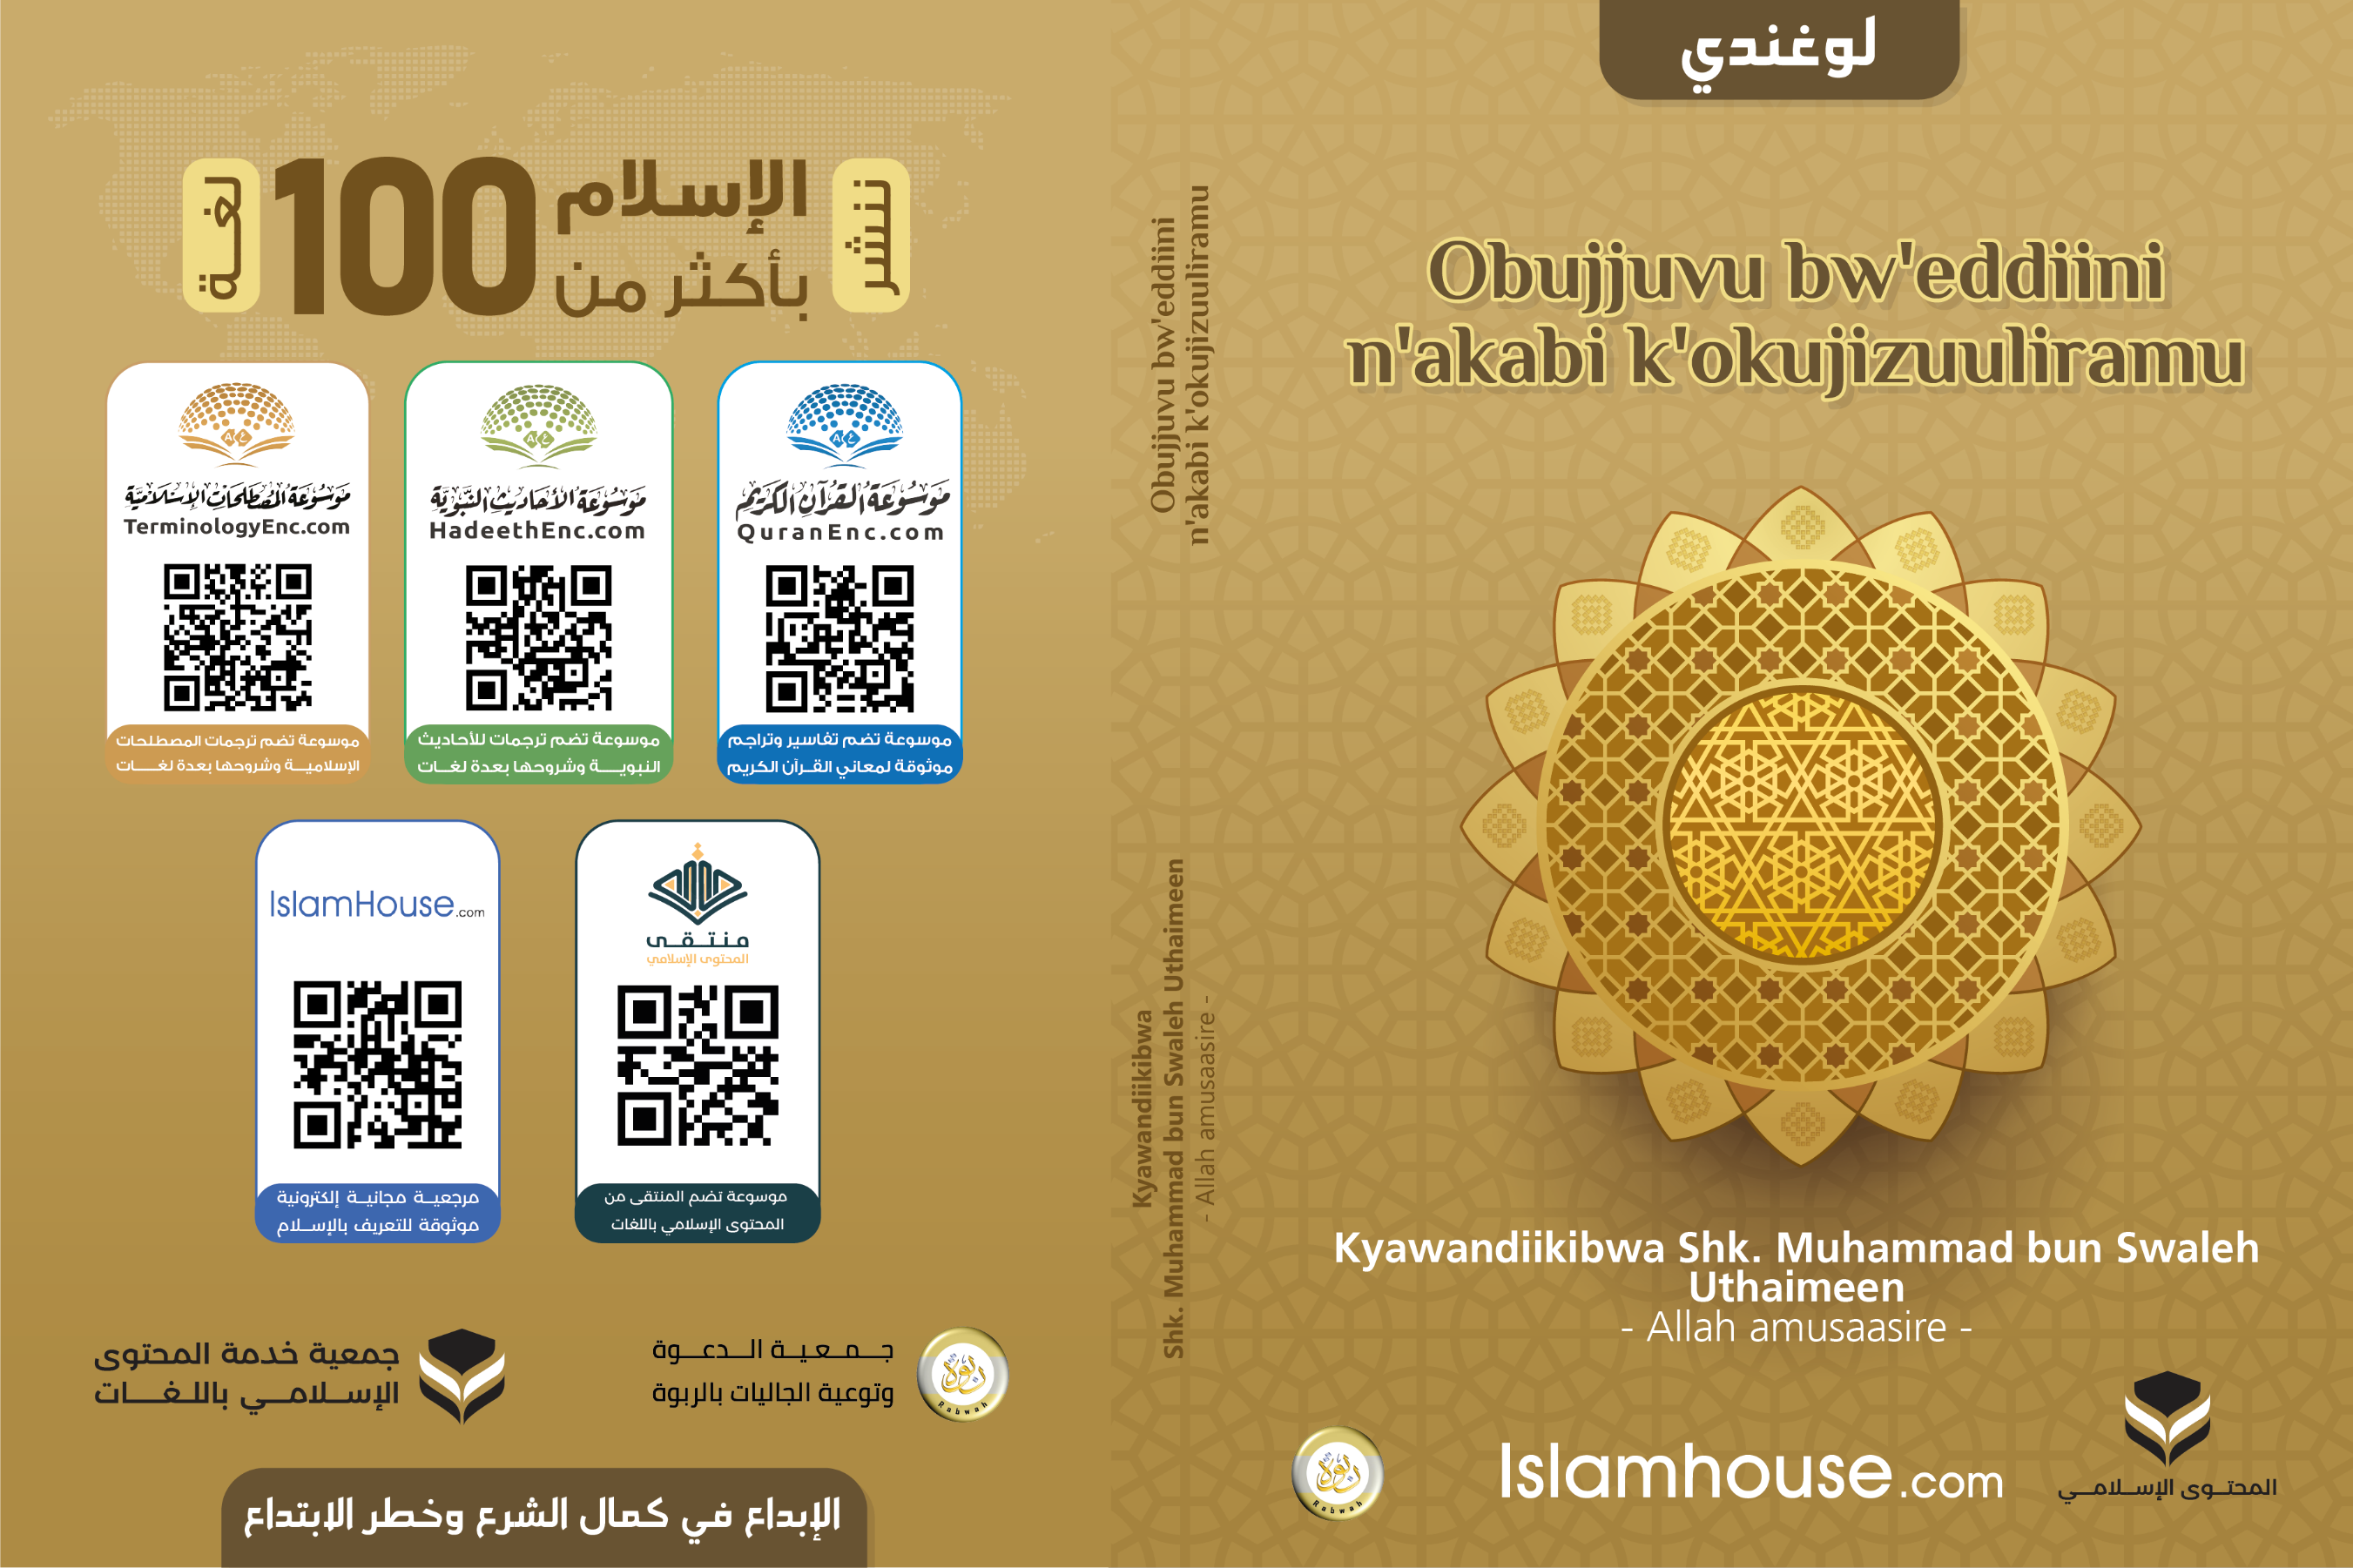 لوغندي
Obujjuvu bw'eddiini
n'akabi k'okujizuuliramu
Kyawandiikibwa Shk. Muhammad bun Swaleh
Uthaimeen
- Allah amusaasire -
Rabwah
Islamhouse.com
المحتوى الإسلامي
Obujjuvu bw'eddiini
n'akabi k'okujizuuliramu
Kyawandiikibwa
Shk. Muhammad bun Swaleh Uthaimeen
- Allah amusaasire -
ننشر
الإسلام
بأكثر من
100
لغة
موسوعة القرآن الكريم
QuranEnc.com
موسوعة تضم تفاسير وتراجم
موثوقة لمعاني القرآن الكريم
موسوعة الأحاديث النبوية
HadeethEnc.com
موسوعة تضم ترجمات للأحاديث
النبوية وشروحها بعدة لغات
موسوعة المصطلحات الإسلامية
TerminologyEnc.com
موسوعة تضم ترجمات المصطلحات
الإسلامية وشروحها بعدة لغات
منتقى
المحتوى الإسلامي
موسوعة تضم المنتقى من
المحتوى الإسلامي باللغات
IslamHouse.com
مرجعية مجانية إلكترونية
موثوقة للتعريف بالإسلام
جمعية الدعوة
وتوعية الجاليات بالربوة
Rabwah
جمعية خدمة المحتوى
الإسلامي باللغات
الإبداع في كمال الشرع وخطر الابتداع